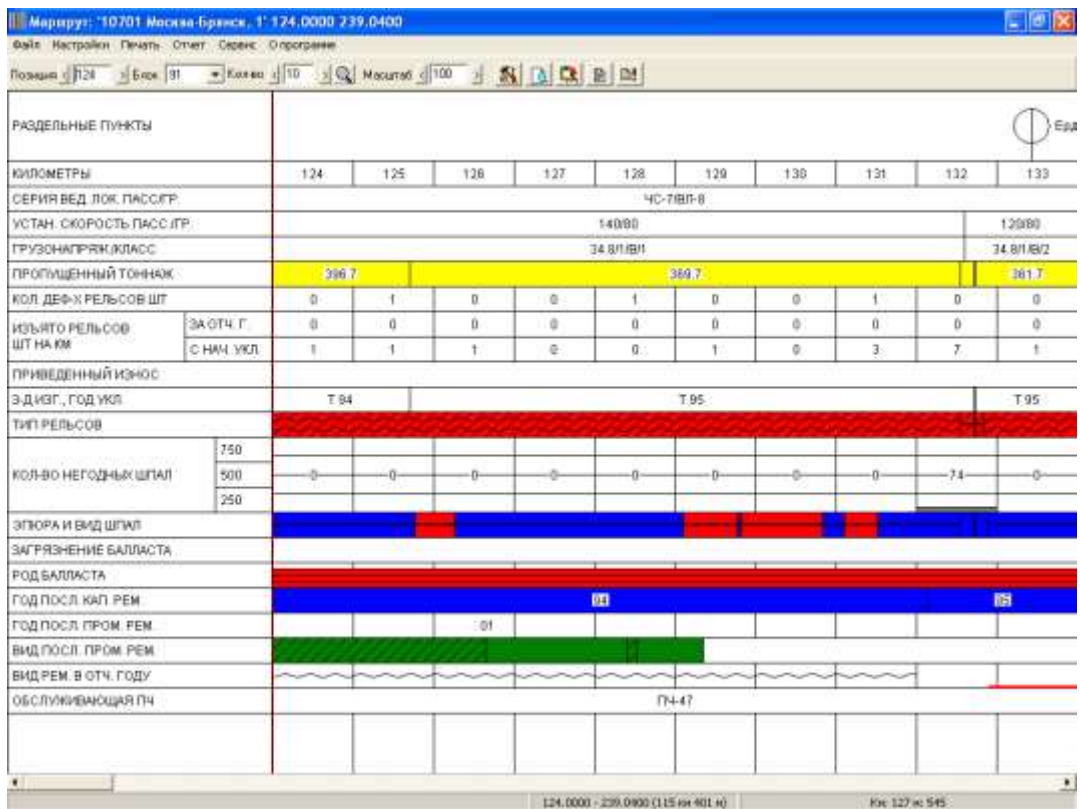 Маршрут: '10701 Москва-Брянск, 1' 124.0000 239.0400
Файл Настройки Печать Отчет Сервис О программе
Позиция 124 Блок 91 Кол-во 10 Масштаб 100
РАЗДЕЛЬНЫЕ ПУНКТЫ Ерд
КИЛОМЕТРЫ 124 125 126 127 128 129 130 131 132 133
СЕРИЯ ВЕД. ЛОК. ПАСС/ГР. ЧС-7/ВЛ-8
УСТАН. СКОРОСТЬ ПАСС./ГР. 140/80 120/80
ГРУЗОНАПРЯЖ./КЛАСС 34.8/1/В/1 34.8/1/В/2
ПРОПУЩЕННЫЙ ТОННАЖ 396.7 369.7 361.7
КОЛ. ДЕФ-Х РЕЛЬСОВ ШТ 0 1 0 0 1 0 0 1 0 0
ИЗЪЯТО РЕЛЬСОВ ШТ НА КМ
ЗА ОТЧ. Г. 0 0 0 0 0 0 0 0 0 0
С НАЧ. УКЛ. 1 1 1 0 0 1 0 3 7 1
ПРИВЕДЕННЫЙ ИЗНОС
З-Д ИЗГ., ГОД УКЛ. Т 94 Т 95 Т 95
ТИП РЕЛЬСОВ
КОЛ-ВО НЕГОДНЫХ ШПАЛ
750
500 0 0 0 0 0 0 0 0 74 0
250
ЭПЮРА И ВИД ШПАЛ
ЗАГРЯЗНЕНИЕ БАЛЛАСТА
РОД БАЛЛАСТА
ГОД ПОСЛ. КАП. РЕМ. 04 05
ГОД ПОСЛ. ПРОМ. РЕМ. 01
ВИД ПОСЛ. ПРОМ. РЕМ.
ВИД РЕМ. В ОТЧ. ГОДУ
ОБСЛУЖИВАЮЩАЯ ПЧ ПЧ-47
124.0000 - 239.0400 (115 км 401 м) Км: 127 м: 545